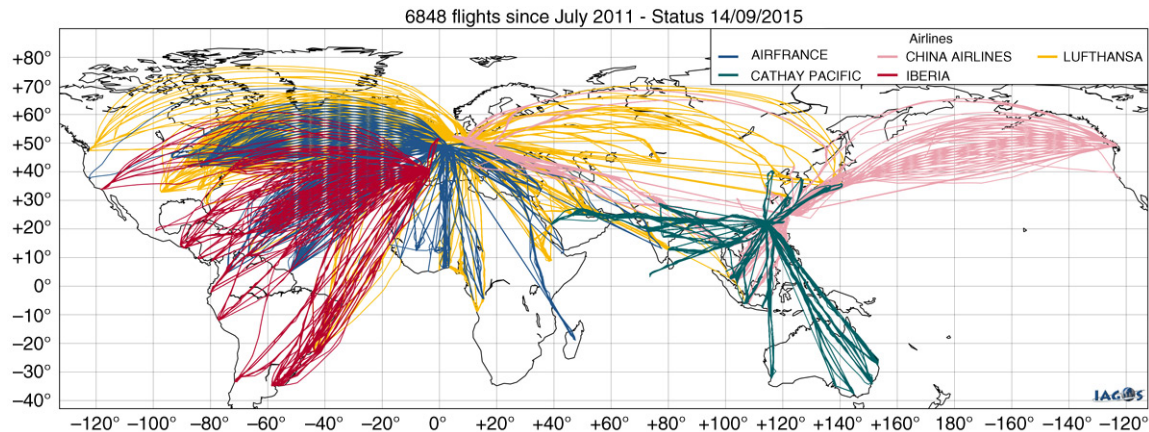 6848 flights since July 2011 - Status 14/09/2015
Airlines
AIRFRANCE CHINA AIRLINES LUFTHANSA
CATHAY PACIFIC IBERIA
+80°
+70°
+60°
+50°
+40°
+30°
+20°
+10°
0°
−10°
−20°
−30°
−40°
IAGOS
−120° −100° −80° −60° −40° −20° 0° +20° +40° +60° +80° +100° +120° +140° +160° 180° −160° −140° −120°